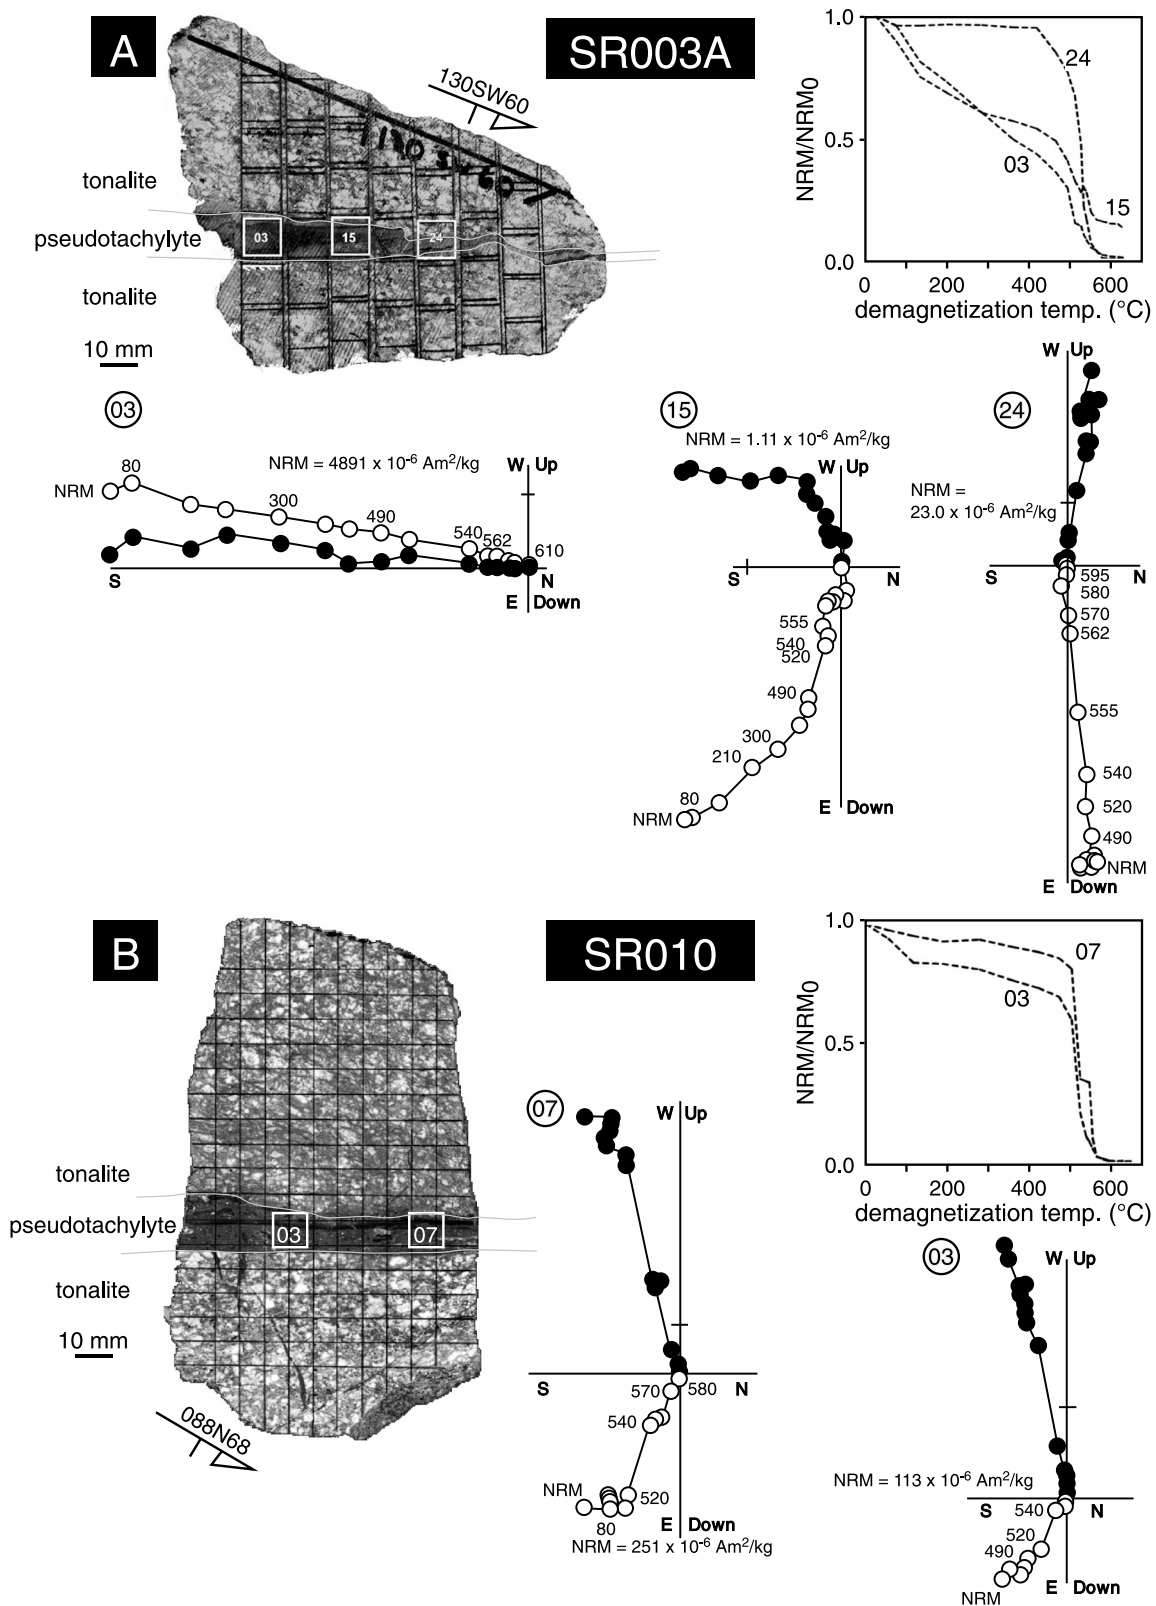 A
SR003A
130SW60
130 SW 60
tonalite
pseudotachylyte
tonalite
03
15
24
10 mm
NRM/NRM0
1.0
0.5
0.0
24
03
15
0
200
400
600
demagnetization temp. (°C)
03
NRM = 4891 x 10-6 Am2/kg
W Up
80
NRM
300
490
540
562
610
S
N
E Down
15
NRM = 1.11 x 10-6 Am2/kg
W Up
S
N
555
540
520
490
300
210
80
NRM
E Down
24
W Up
NRM =
23.0 x 10-6 Am2/kg
S
N
595
580
570
562
555
540
520
490
NRM
E Down
B
SR010
tonalite
pseudotachylyte
tonalite
03
07
10 mm
088N68
NRM/NRM0
1.0
0.5
0.0
07
03
0
200
400
600
demagnetization temp. (°C)
07
W Up
S
N
570
580
540
NRM
520
80
E Down
NRM = 251 x 10-6 Am2/kg
03
W Up
NRM = 113 x 10-6 Am2/kg
S
N
540
520
490
NRM
E Down